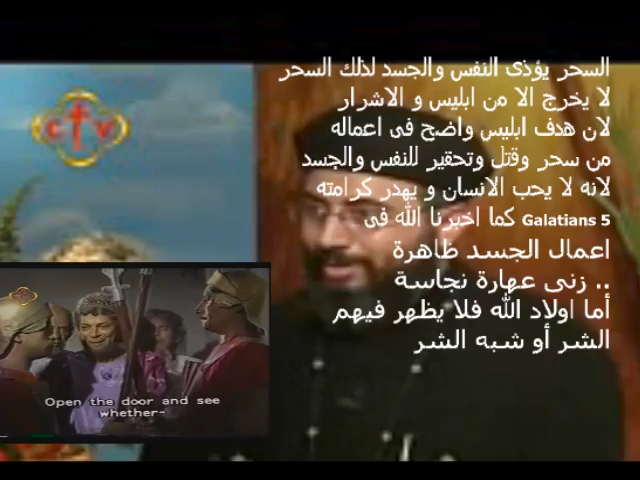 السحر يؤذى النفس والجسد لذلك السحر
لا يخرج الا من ابليس و الاشرار
لان هدف ابليس واضح فى اعماله
من سحر وقتل وتحقير للنفس والجسد
لانه لا يحب الانسان و يهدر كرامته
كما اخبرنا الله فى Galatians 5
اعمال الجسد ظاهرة
زنى عهارة نجاسة ..
أما اولاد الله فلا يظهر فيهم
الشر أو شبه الشر
CTV
Open the door and see
whether-